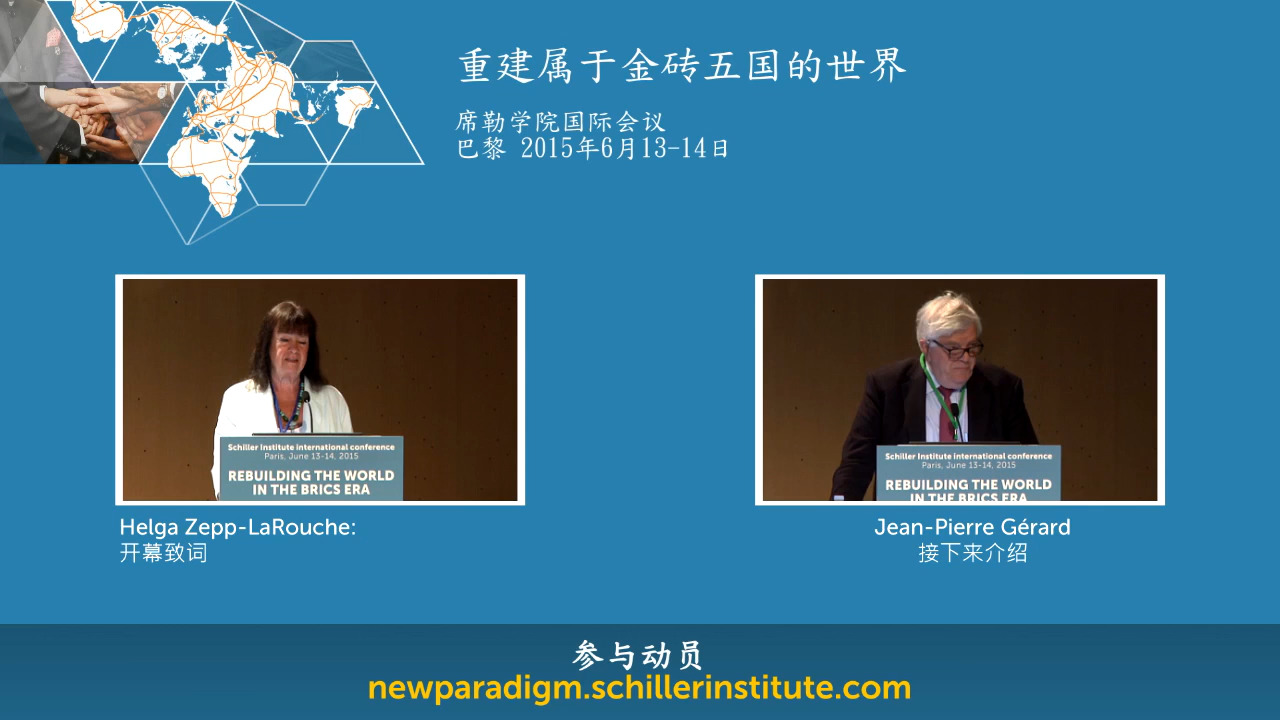 重建属于金砖五国的世界
席勒学院国际会议
巴黎 2015年6月13-14日
Schiller Institute international conference
Paris, June 13-14, 2015
REBUILDING THE WORLD
IN THE BRICS ERA
Schiller Institute international conference
Paris, June 13-14, 2015
REBUILDING THE WORLD
IN THE BRICS ERA
Helga Zepp-LaRouche:
开幕致词
Jean-Pierre Gérard
接下来介绍
参与动员
newparadigm.schillerinstitute.com